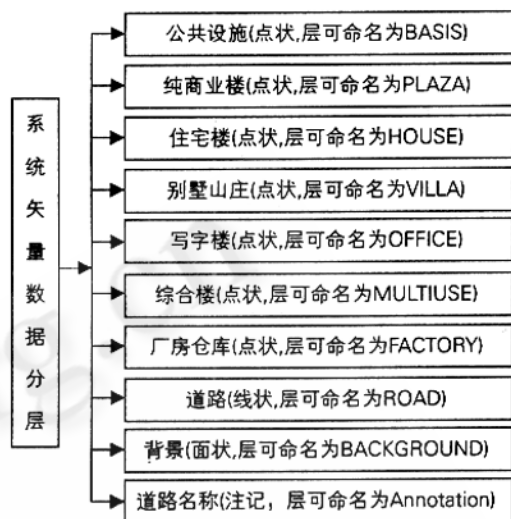 系统矢量数据分层
公共设施(点状,层可命名为BASIS)
纯商业楼(点状,层可命名为PLAZA)
住宅楼(点状,层可命名为HOUSE)
别墅山庄(点状,层可命名为VILLA)
写字楼(点状,层可命名为OFFICE)
综合楼(点状,层可命名为MULTIUSE)
厂房仓库(点状,层可命名为FACTORY)
道路(线状,层可命名为ROAD)
背景(面状,层可命名为BACKGROUND)
道路名称(注记，层可命名为Annotation)